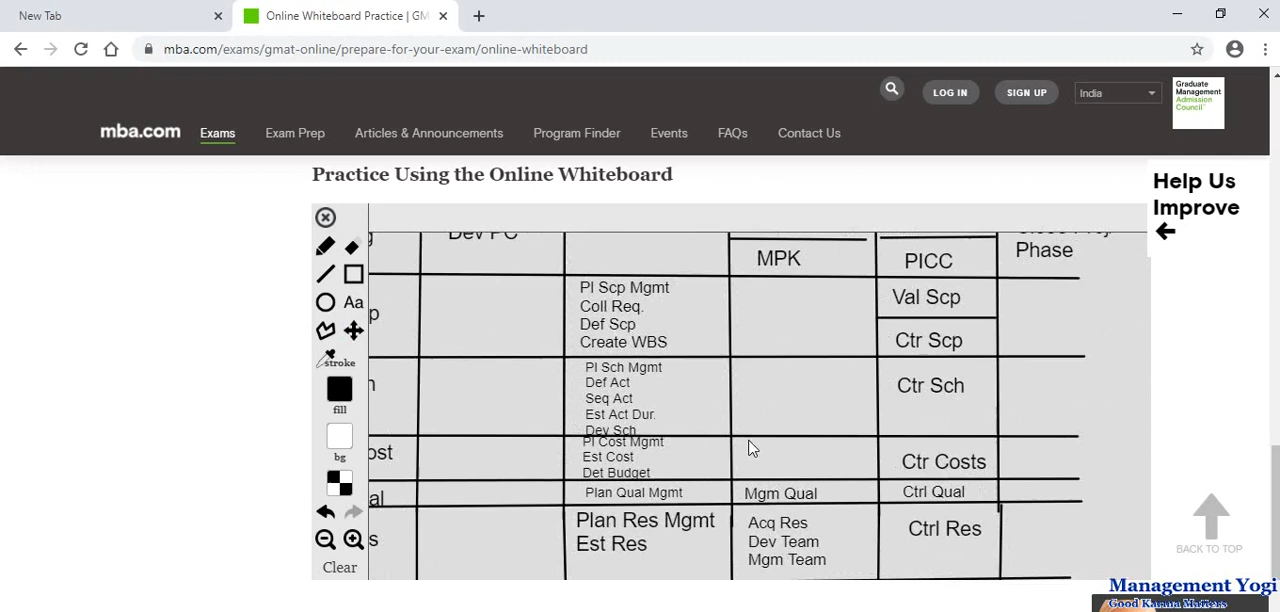 New Tab
Online Whiteboard Practice | GM
mba.com/exams/gmat-online/prepare-for-your-exam/online-whiteboard
LOG IN
SIGN UP
India
Graduate
Management
Admission
Council
mba.com
Exams
Exam Prep
Articles & Announcements
Program Finder
Events
FAQs
Contact Us
Practice Using the Online Whiteboard
Help Us
Improve
Aa
stroke
fill
bg
Clear
Dev PC
MPK
PICC
Phase
p
Pl Scp Mgmt
Coll Req.
Def Scp
Create WBS
Val Scp
Ctr Scp
Pl Sch Mgmt
Def Act
Seq Act
Est Act Dur.
Dev Sch
Ctr Sch
ost
Pl Cost Mgmt
Est Cost
Det Budget
Ctr Costs
al
Plan Qual Mgmt
Mgm Qual
Ctrl Qual
s
Plan Res Mgmt
Est Res
Acq Res
Dev Team
Mgm Team
Ctrl Res
BACK TO TOP
Management Yogi
Good Karma Matters